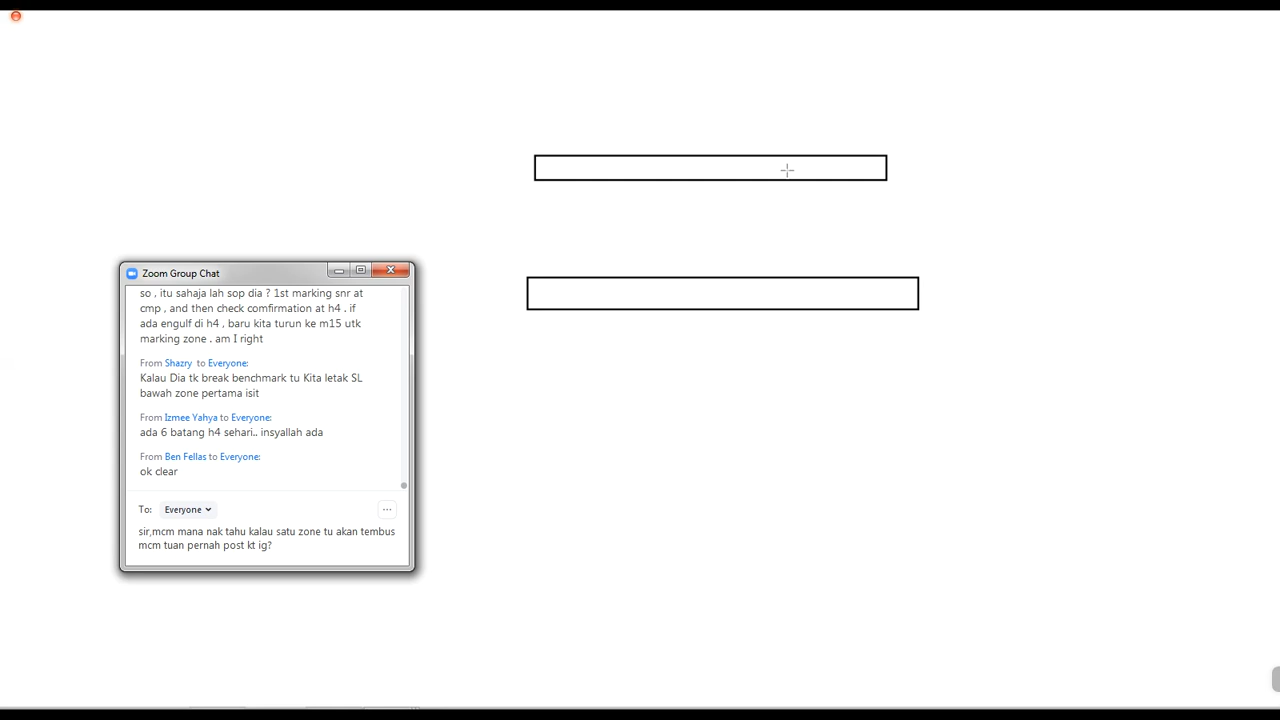 Zoom Group Chat
so , itu sahaja lah sop dia ? 1st marking snr at
cmp , and then check comfirmation at h4 . if
ada engulf di h4 , baru kita turun ke m15 utk
marking zone . am I right
From Shazry to Everyone:
Kalau Dia tk break benchmark tu Kita letak SL
bawah zone pertama isit
From Izmee Yahya to Everyone:
ada 6 batang h4 sehari.. insyallah ada
From Ben Fellas to Everyone:
ok clear
To: Everyone
sir,mcm mana nak tahu kalau satu zone tu akan tembus
mcm tuan pernah post kt ig?